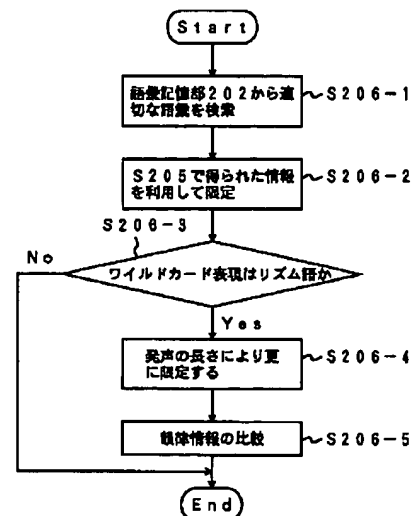 Start
語彙記憶部202から適
切な語彙を検索
S206-1
S205で得られた情報
を利用して限定
S206-2
S206-3
ワイルドカード表現はリズム語か
No
Yes
発声の長さにより更
に限定する
S206-4
韻律情報の比較
S206-5
End